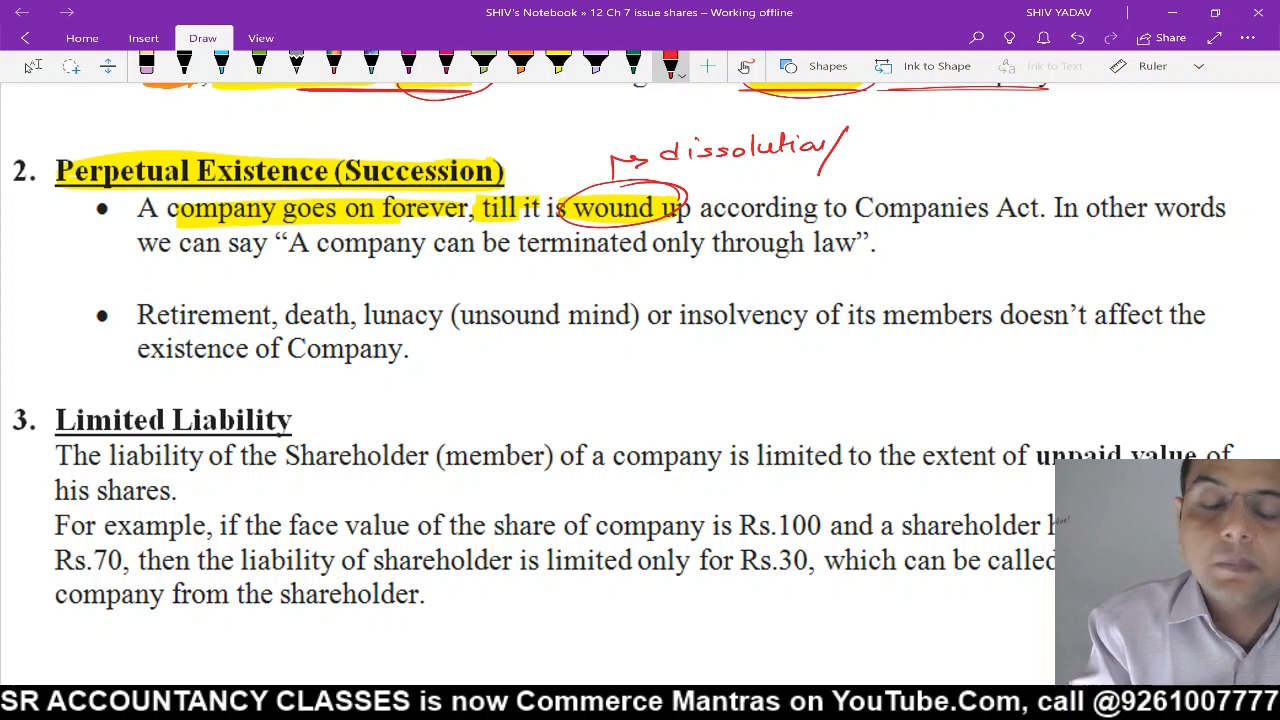 SHIV's Notebook » 12 Ch 7 issue shares – Working offline
SHIV YADAV
Home Insert Draw View
Share
Shapes Ink to Shape Ink to Text Ruler
dissolution/
2. Perpetual Existence (Succession)
• A company goes on forever, till it is wound up according to Companies Act. In other words
we can say “A company can be terminated only through law”.
• Retirement, death, lunacy (unsound mind) or insolvency of its members doesn’t affect the
existence of Company.
3. Limited Liability
The liability of the Shareholder (member) of a company is limited to the extent of unpaid value of
his shares.
For example, if the face value of the share of company is Rs.100 and a shareholder
Rs.70, then the liability of shareholder is limited only for Rs.30, which can be called
company from the shareholder.
SR ACCOUNTANCY CLASSES is now Commerce Mantras on YouTube.Com, call @9261007777